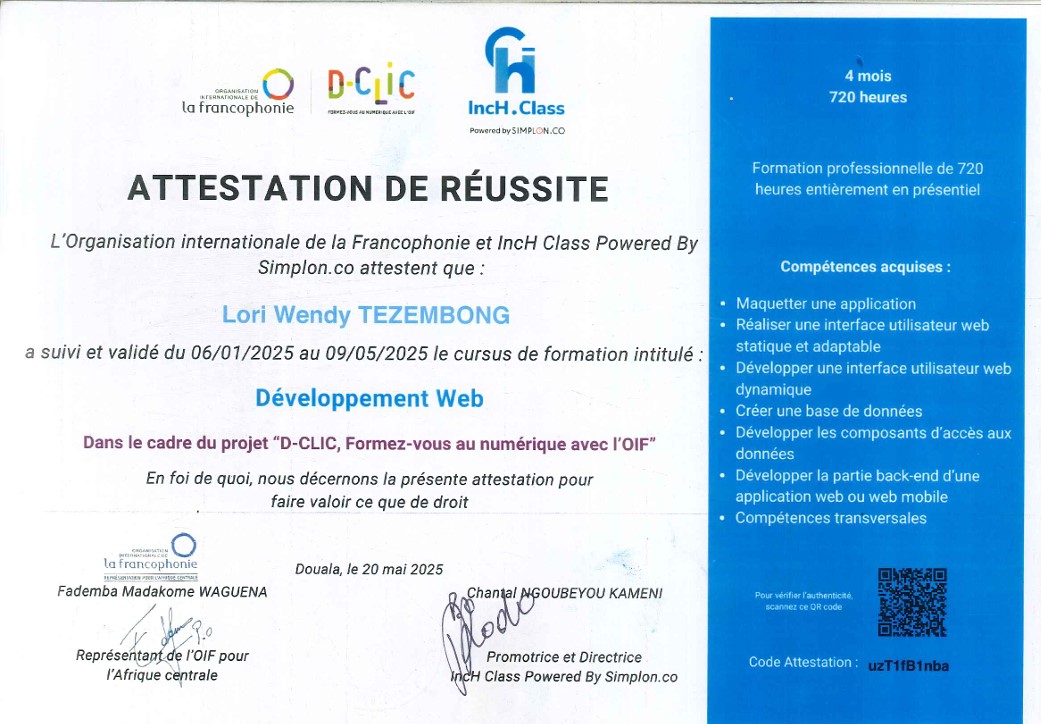 ORGANISATION
INTERNATIONALE DE
la francophonie
D-CLiC
FORMEZ-VOUS AU NUMÉRIQUE AVEC L'OIF
IncH.Class
Powered by SIMPLON.CO
ATTESTATION DE RÉUSSITE
L'Organisation internationale de la Francophonie et IncH Class Powered By
Simplon.co attestent que :
Lori Wendy TEZEMBONG
a suivi et validé du 06/01/2025 au 09/05/2025 le cursus de formation intitulé :
Développement Web
Dans le cadre du projet “D-CLIC, Formez-vous au numérique avec l'OIF”
En foi de quoi, nous décernons la présente attestation pour
faire valoir ce que de droit
ORGANISATION
INTERNATIONALE DE
la francophonie
REPRÉSENTATION POUR L'AFRIQUE CENTRALE
Fademba Madakome WAGUENA
Représentant de l'OIF pour
l'Afrique centrale
Douala, le 20 mai 2025
Chantal NGOUBEYOU KAMENI
Promotrice et Directrice
IncH Class Powered By Simplon.co
4 mois
720 heures
Formation professionnelle de 720
heures entièrement en présentiel
Compétences acquises :
• Maquetter une application
• Réaliser une interface utilisateur web
statique et adaptable
• Développer une interface utilisateur web
dynamique
• Créer une base de données
• Développer les composants d'accès aux
données
• Développer la partie back-end d'une
application web ou web mobile
• Compétences transversales
Pour vérifier l'authenticité,
scannez ce QR code
Code Attestation : uzT1fB1nba